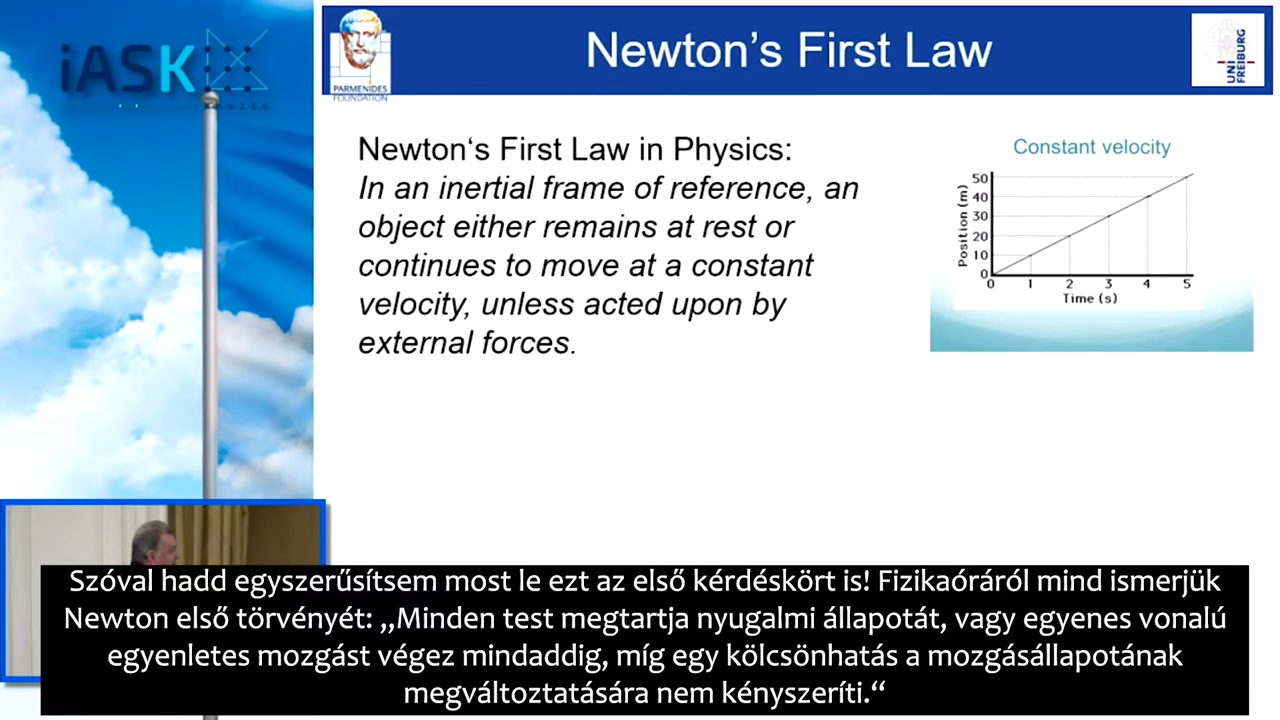 iASK
KŐSZEG
PARMENIDES
FOUNDATION
Newton’s First Law
UNI
FREIBURG
Newton‘s First Law in Physics:
In an inertial frame of reference, an
object either remains at rest or
continues to move at a constant
velocity, unless acted upon by
external forces.
Constant velocity
Position (m)
50
40
30
20
10
0
0 1 2 3 4 5
Time (s)
Szóval hadd egyszerűsítsem most le ezt az első kérdéskört is! Fizikaóráról mind ismerjük
Newton első törvényét: „Minden test megtartja nyugalmi állapotát, vagy egyenes vonalú
egyenletes mozgást végez mindaddig, míg egy kölcsönhatás a mozgásállapotának
megváltoztatására nem kényszeríti.“